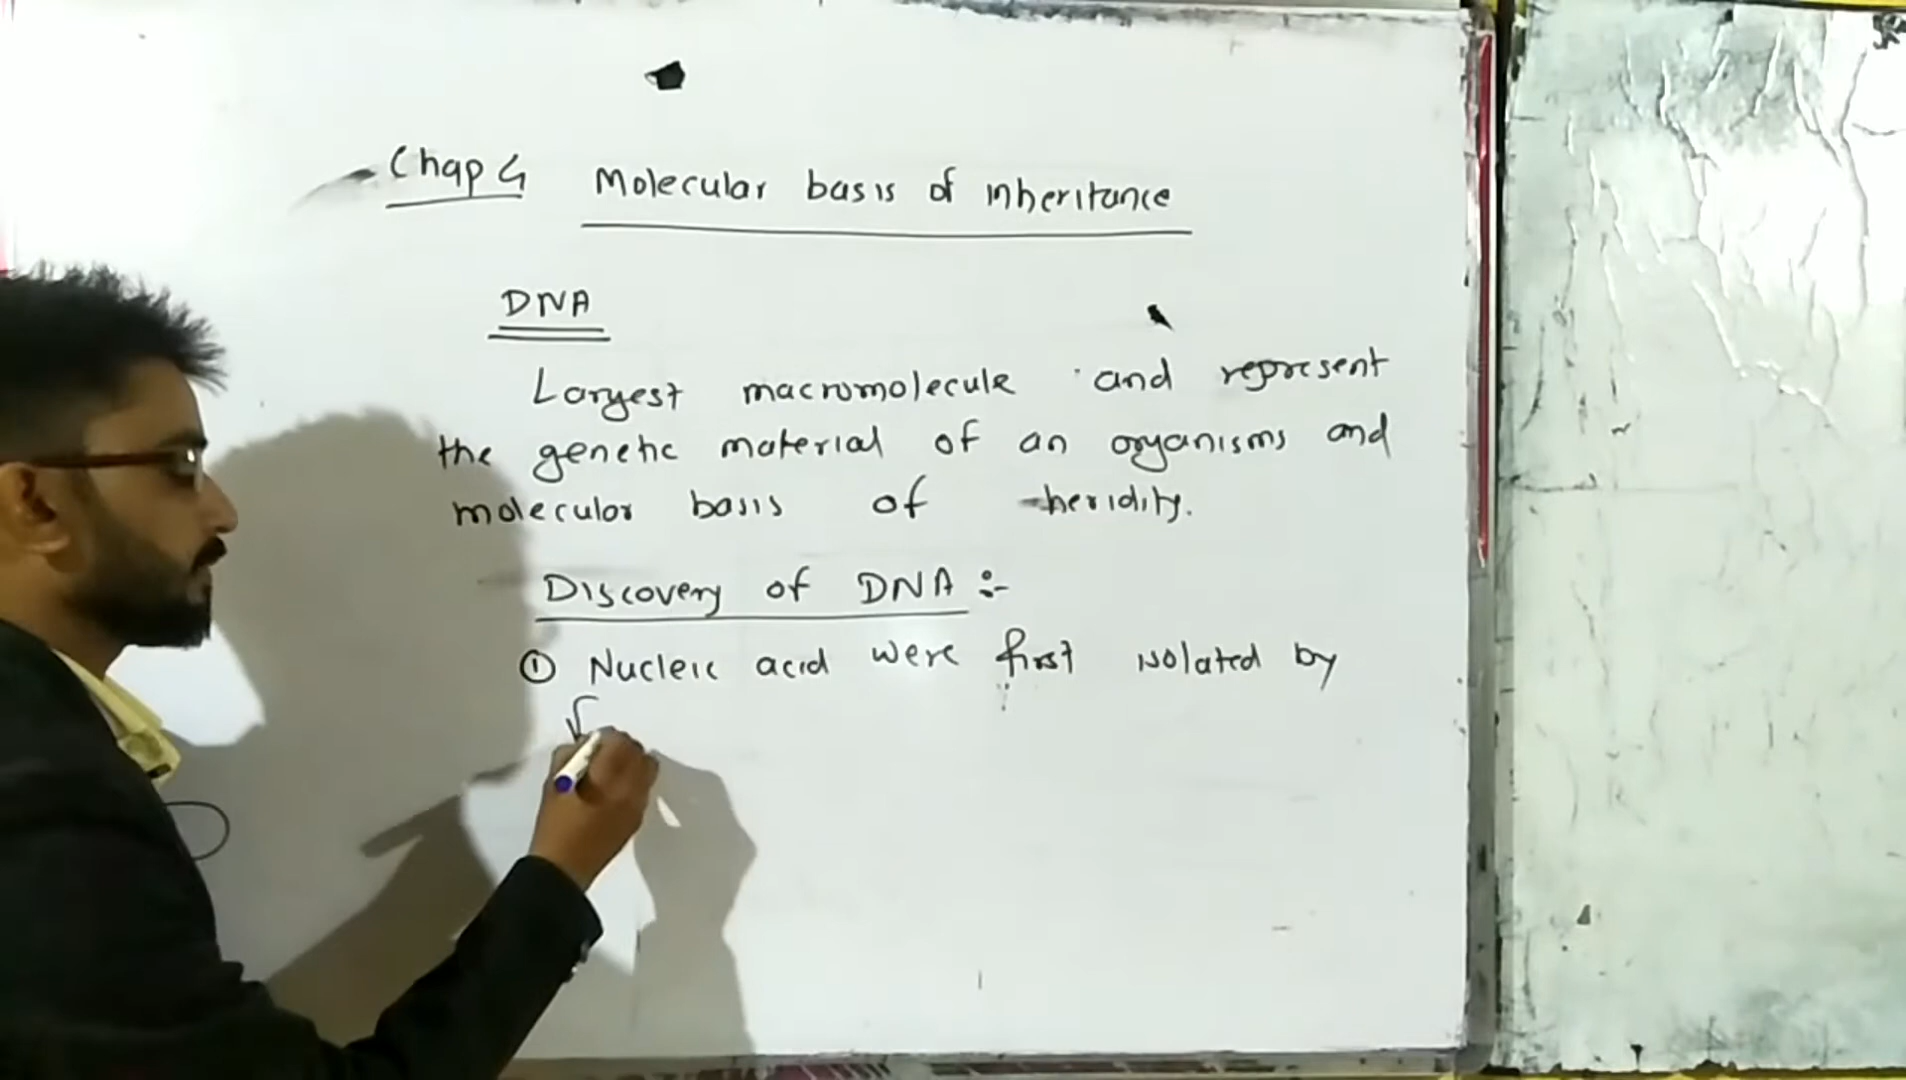 Chap 4 Molecular basis of inheritance
DNA
Largest macromolecule and represent
the genetic material of an organisms and
molecular basis of heridity.
Discovery of DNA :-
① Nucleic acid were first isolated by